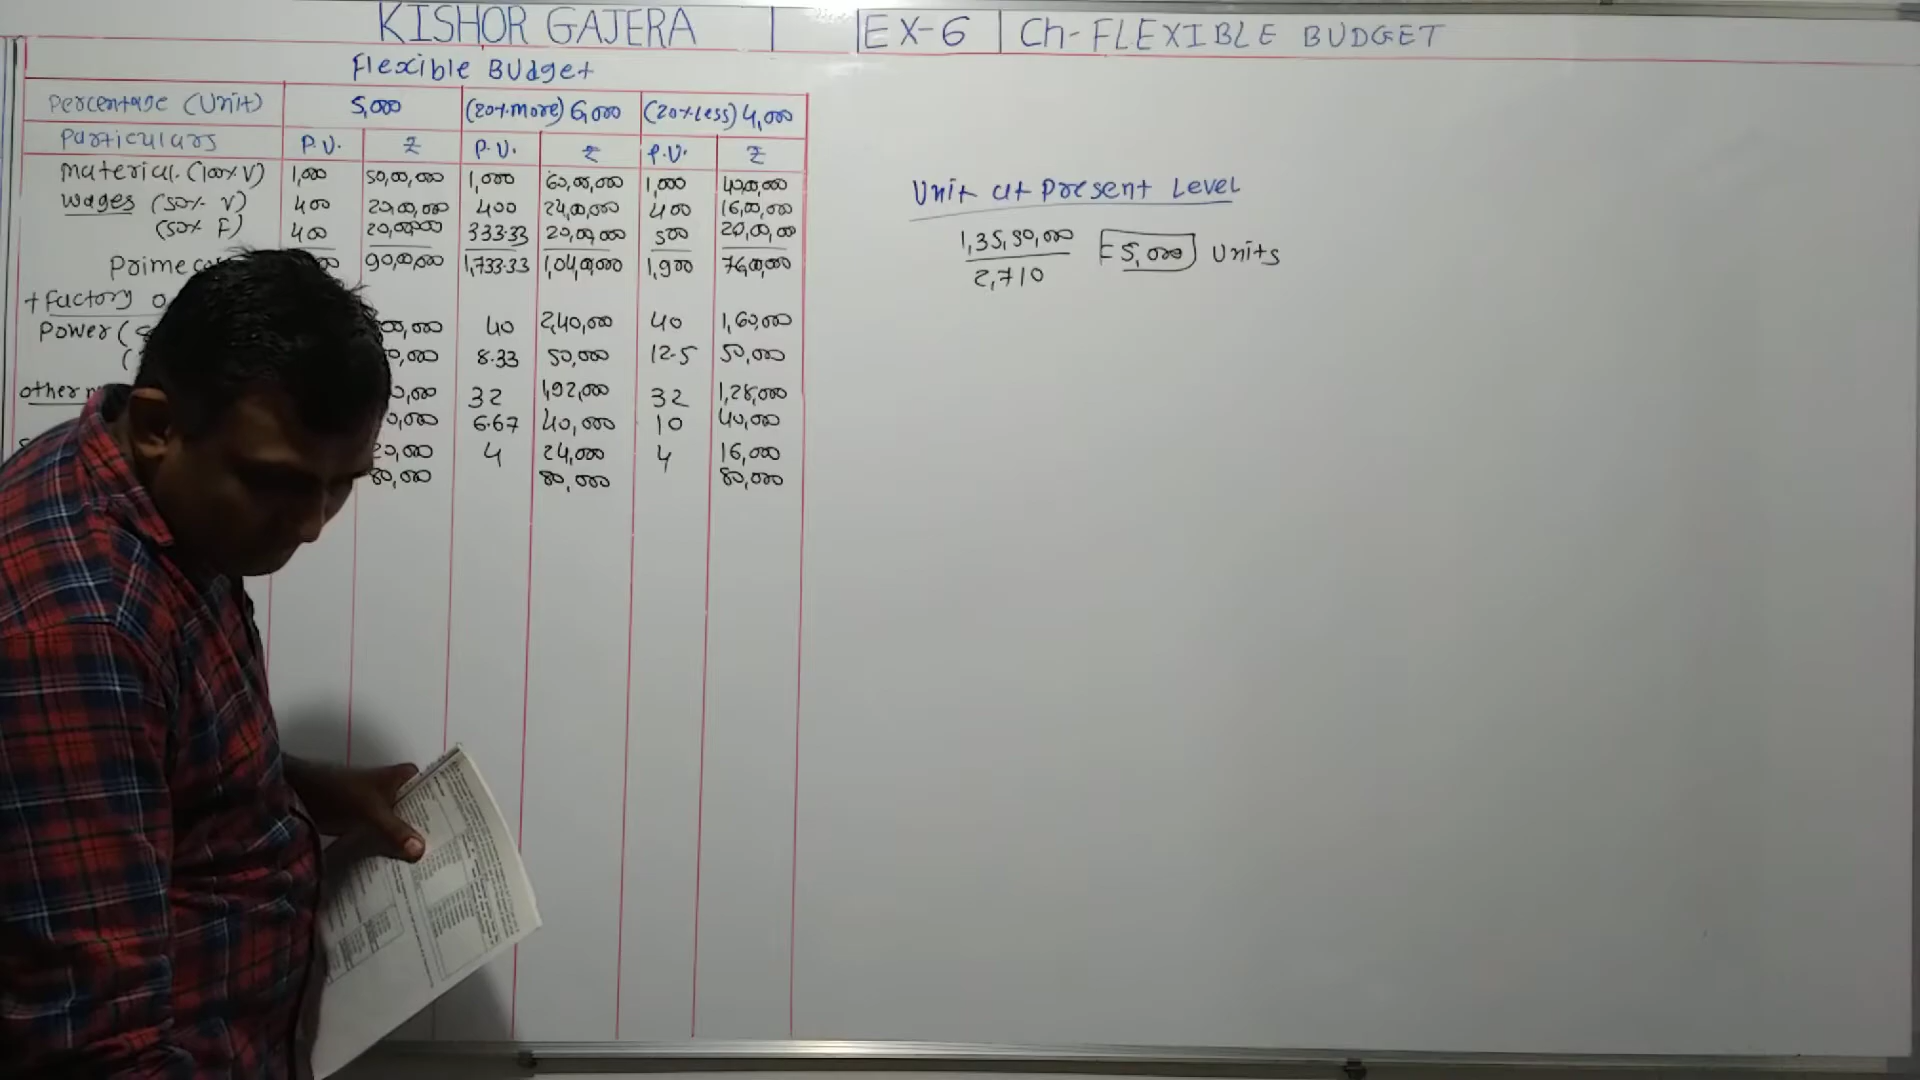 KISHOR GAJERA EX-6 Ch-FLEXIBLE BUDGET
Flexible BUdget
Percentage (Unit) 5,000 (20% more) 6,000 (20% Less) 4,000
Particulars P.U. ₹ P.U. ₹ P.U. ₹
Material. (100% V) 1,000 50,00,000 1,000 60,00,000 1,000 40,00,000
Wages (50% V) 400 20,00,000 400 24,00,000 400 16,00,000
(50% F) 400 20,00,000 333.33 20,00,000 500 20,00,000
Prime 90,00,000 1,733.33 1,04,00,000 1,900 76,00,000
+ Factory
Power ( 40 2,40,000 40 1,60,000
( 8.33 50,000 12.5 50,000
other 32 1,92,000 32 1,28,000
6.67 40,000 10 40,000
20,000 4 24,000 4 16,000
80,000 80,000 80,000
Unit at Present Level
1,35,50,000
2,710
= 5,000 Units